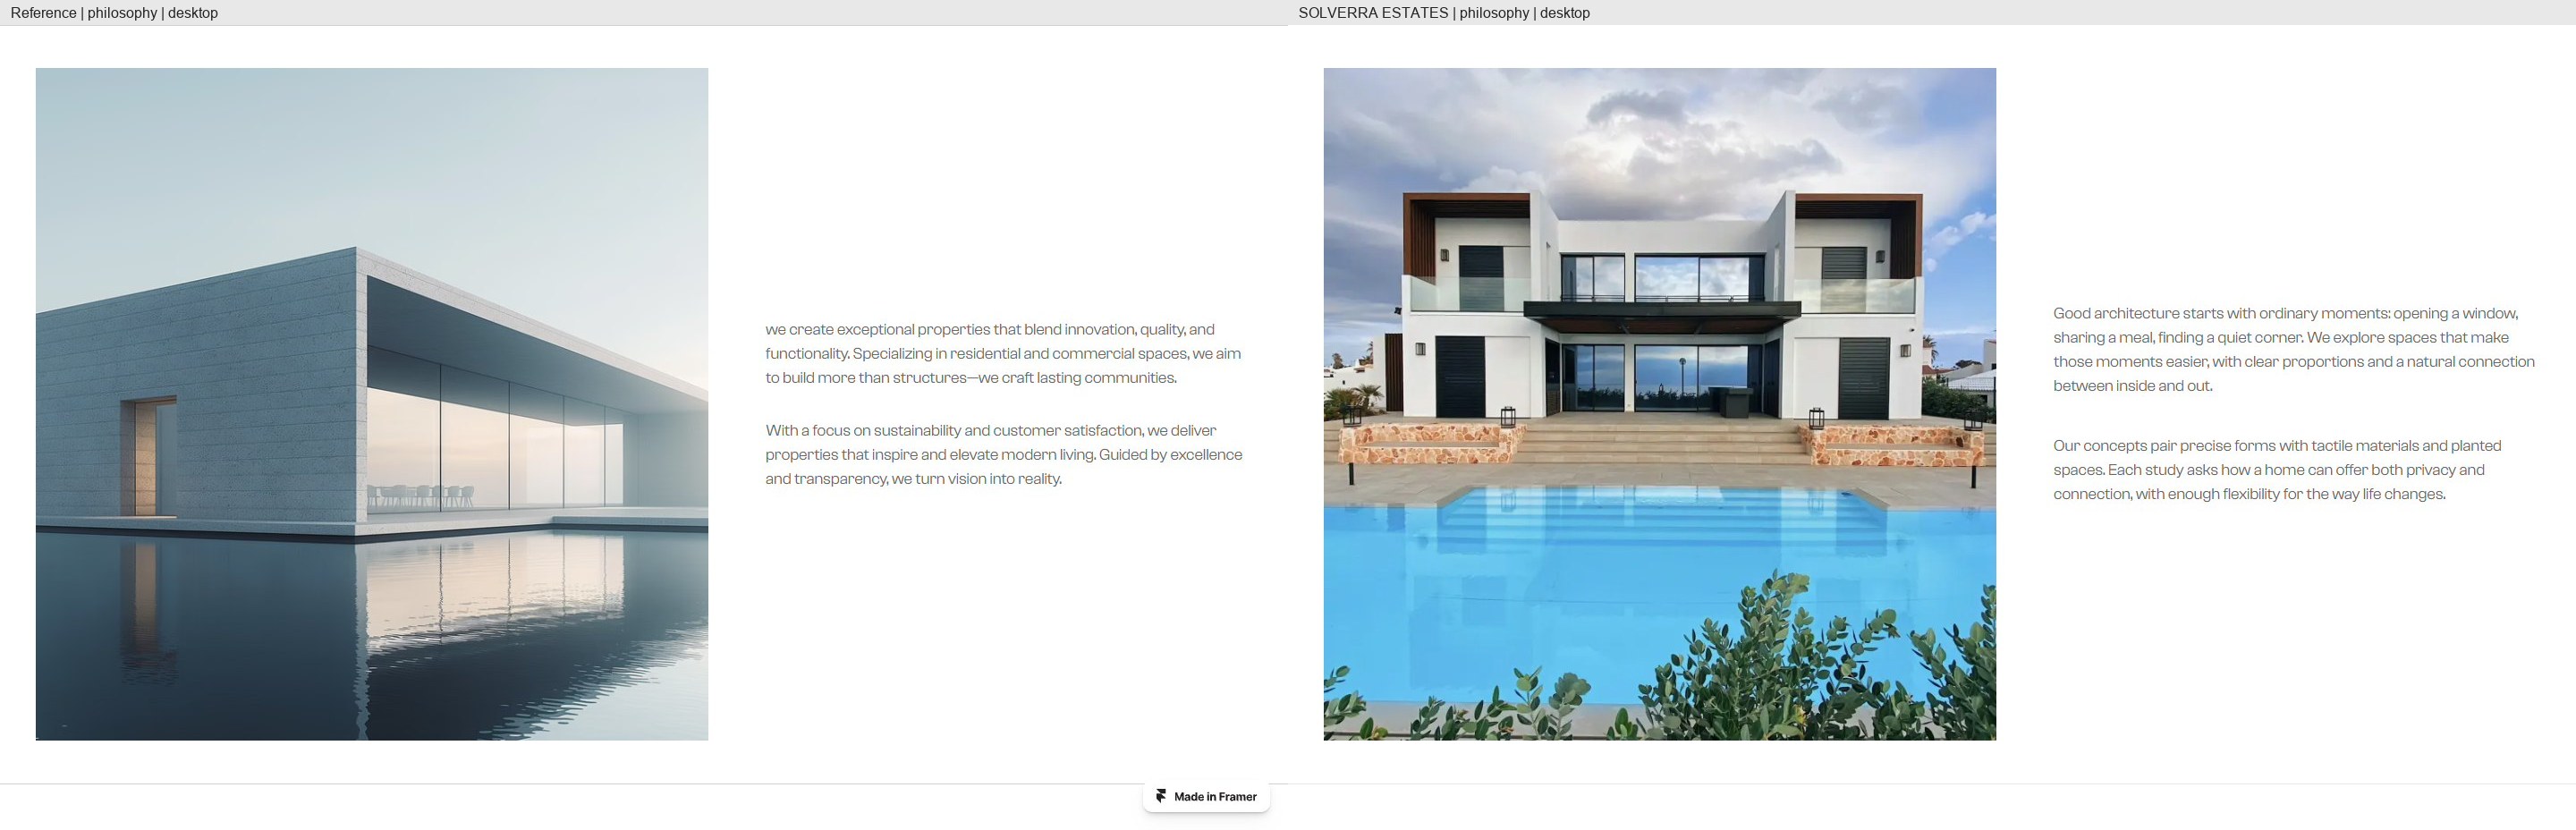 Reference | philosophy | desktop
SOLVERRA ESTATES | philosophy | desktop
we create exceptional properties that blend innovation, quality, and
functionality. Specializing in residential and commercial spaces, we aim
to build more than structures—we craft lasting communities.
With a focus on sustainability and customer satisfaction, we deliver
properties that inspire and elevate modern living. Guided by excellence
and transparency, we turn vision into reality.
Good architecture starts with ordinary moments: opening a window,
sharing a meal, finding a quiet corner. We explore spaces that make
those moments easier, with clear proportions and a natural connection
between inside and out.
Our concepts pair precise forms with tactile materials and planted
spaces. Each study asks how a home can offer both privacy and
connection, with enough flexibility for the way life changes.
Made in Framer